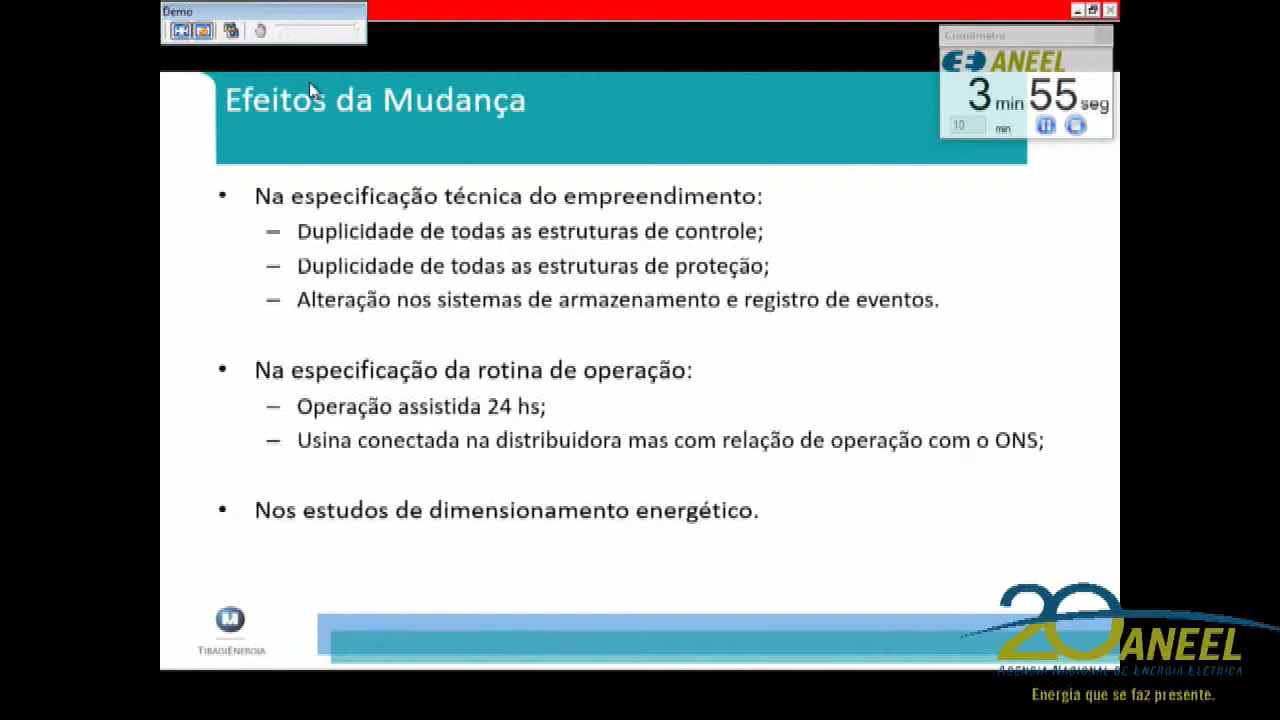 Demo
Cronômetro
ANEEL
3 min 55 seg
10 min
Efeitos da Mudança
• Na especificação técnica do empreendimento:
– Duplicidade de todas as estruturas de controle;
– Duplicidade de todas as estruturas de proteção;
– Alteração nos sistemas de armazenamento e registro de eventos.
• Na especificação da rotina de operação:
– Operação assistida 24 hs;
– Usina conectada na distribuidora mas com relação de operação com o ONS;
• Nos estudos de dimensionamento energético.
M
TIBAGIENERGIA
20 ANEEL
AGÊNCIA NACIONAL DE ENERGIA ELÉTRICA
Energia que se faz presente.